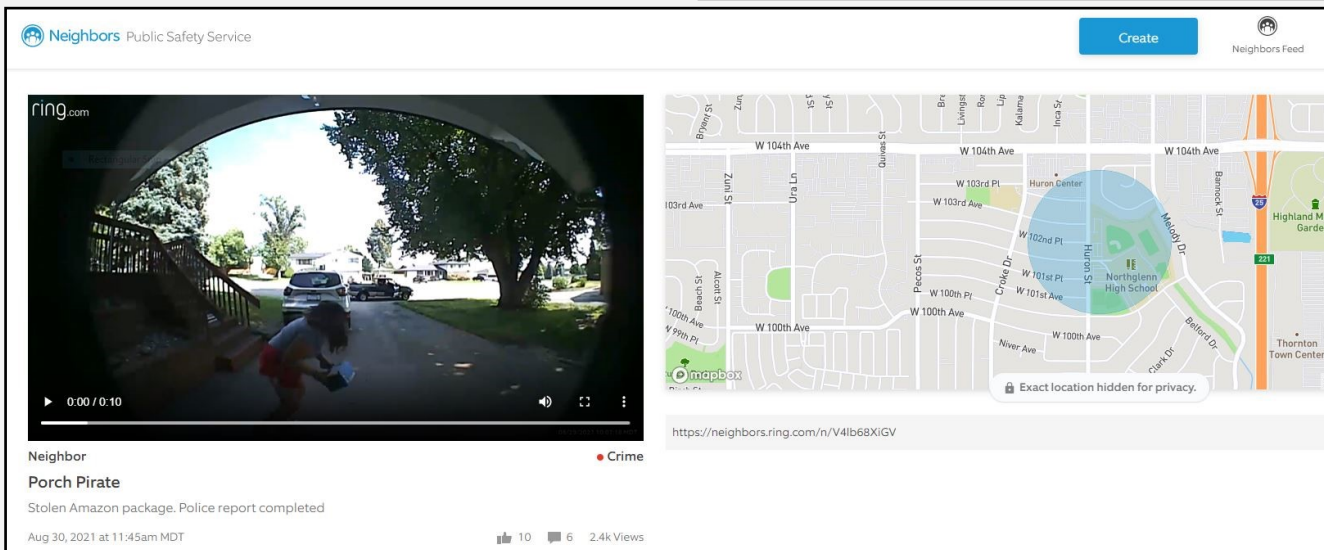 Neighbors Public Safety Service
Create
Neighbors Feed
ring.com
0:00 / 0:10
Neighbor
Crime
Porch Pirate
Stolen Amazon package. Police report completed
Aug 30, 2021 at 11:45am MDT
10
6
2.4k Views
Bryant St
Zuni St
W 104th Ave
W 104th Ave
W 104th Ave
Quivas St
Kalama
Inca St
Ura Ln
W 103rd Pl
Huron Center
W 103rd Ave
103rd Ave
Bannock St
25
Highland M
Garde
Melody Dr
W 102nd Pl
Huron St
221
Alcott St
Beach St
Pecos St
Croke Dr
W 101st Pl
W 101st Ave
Northglenn
High School
W 100th Pl
W 100th Ave
W 100th Ave
W 100th Ave
W 99th Pl
Niver Ave
Belford Dr
Clark Dr
Thornton
Town Center
mapbox
Exact location hidden for privacy.
https://neighbors.ring.com/n/V4lb68XiGV